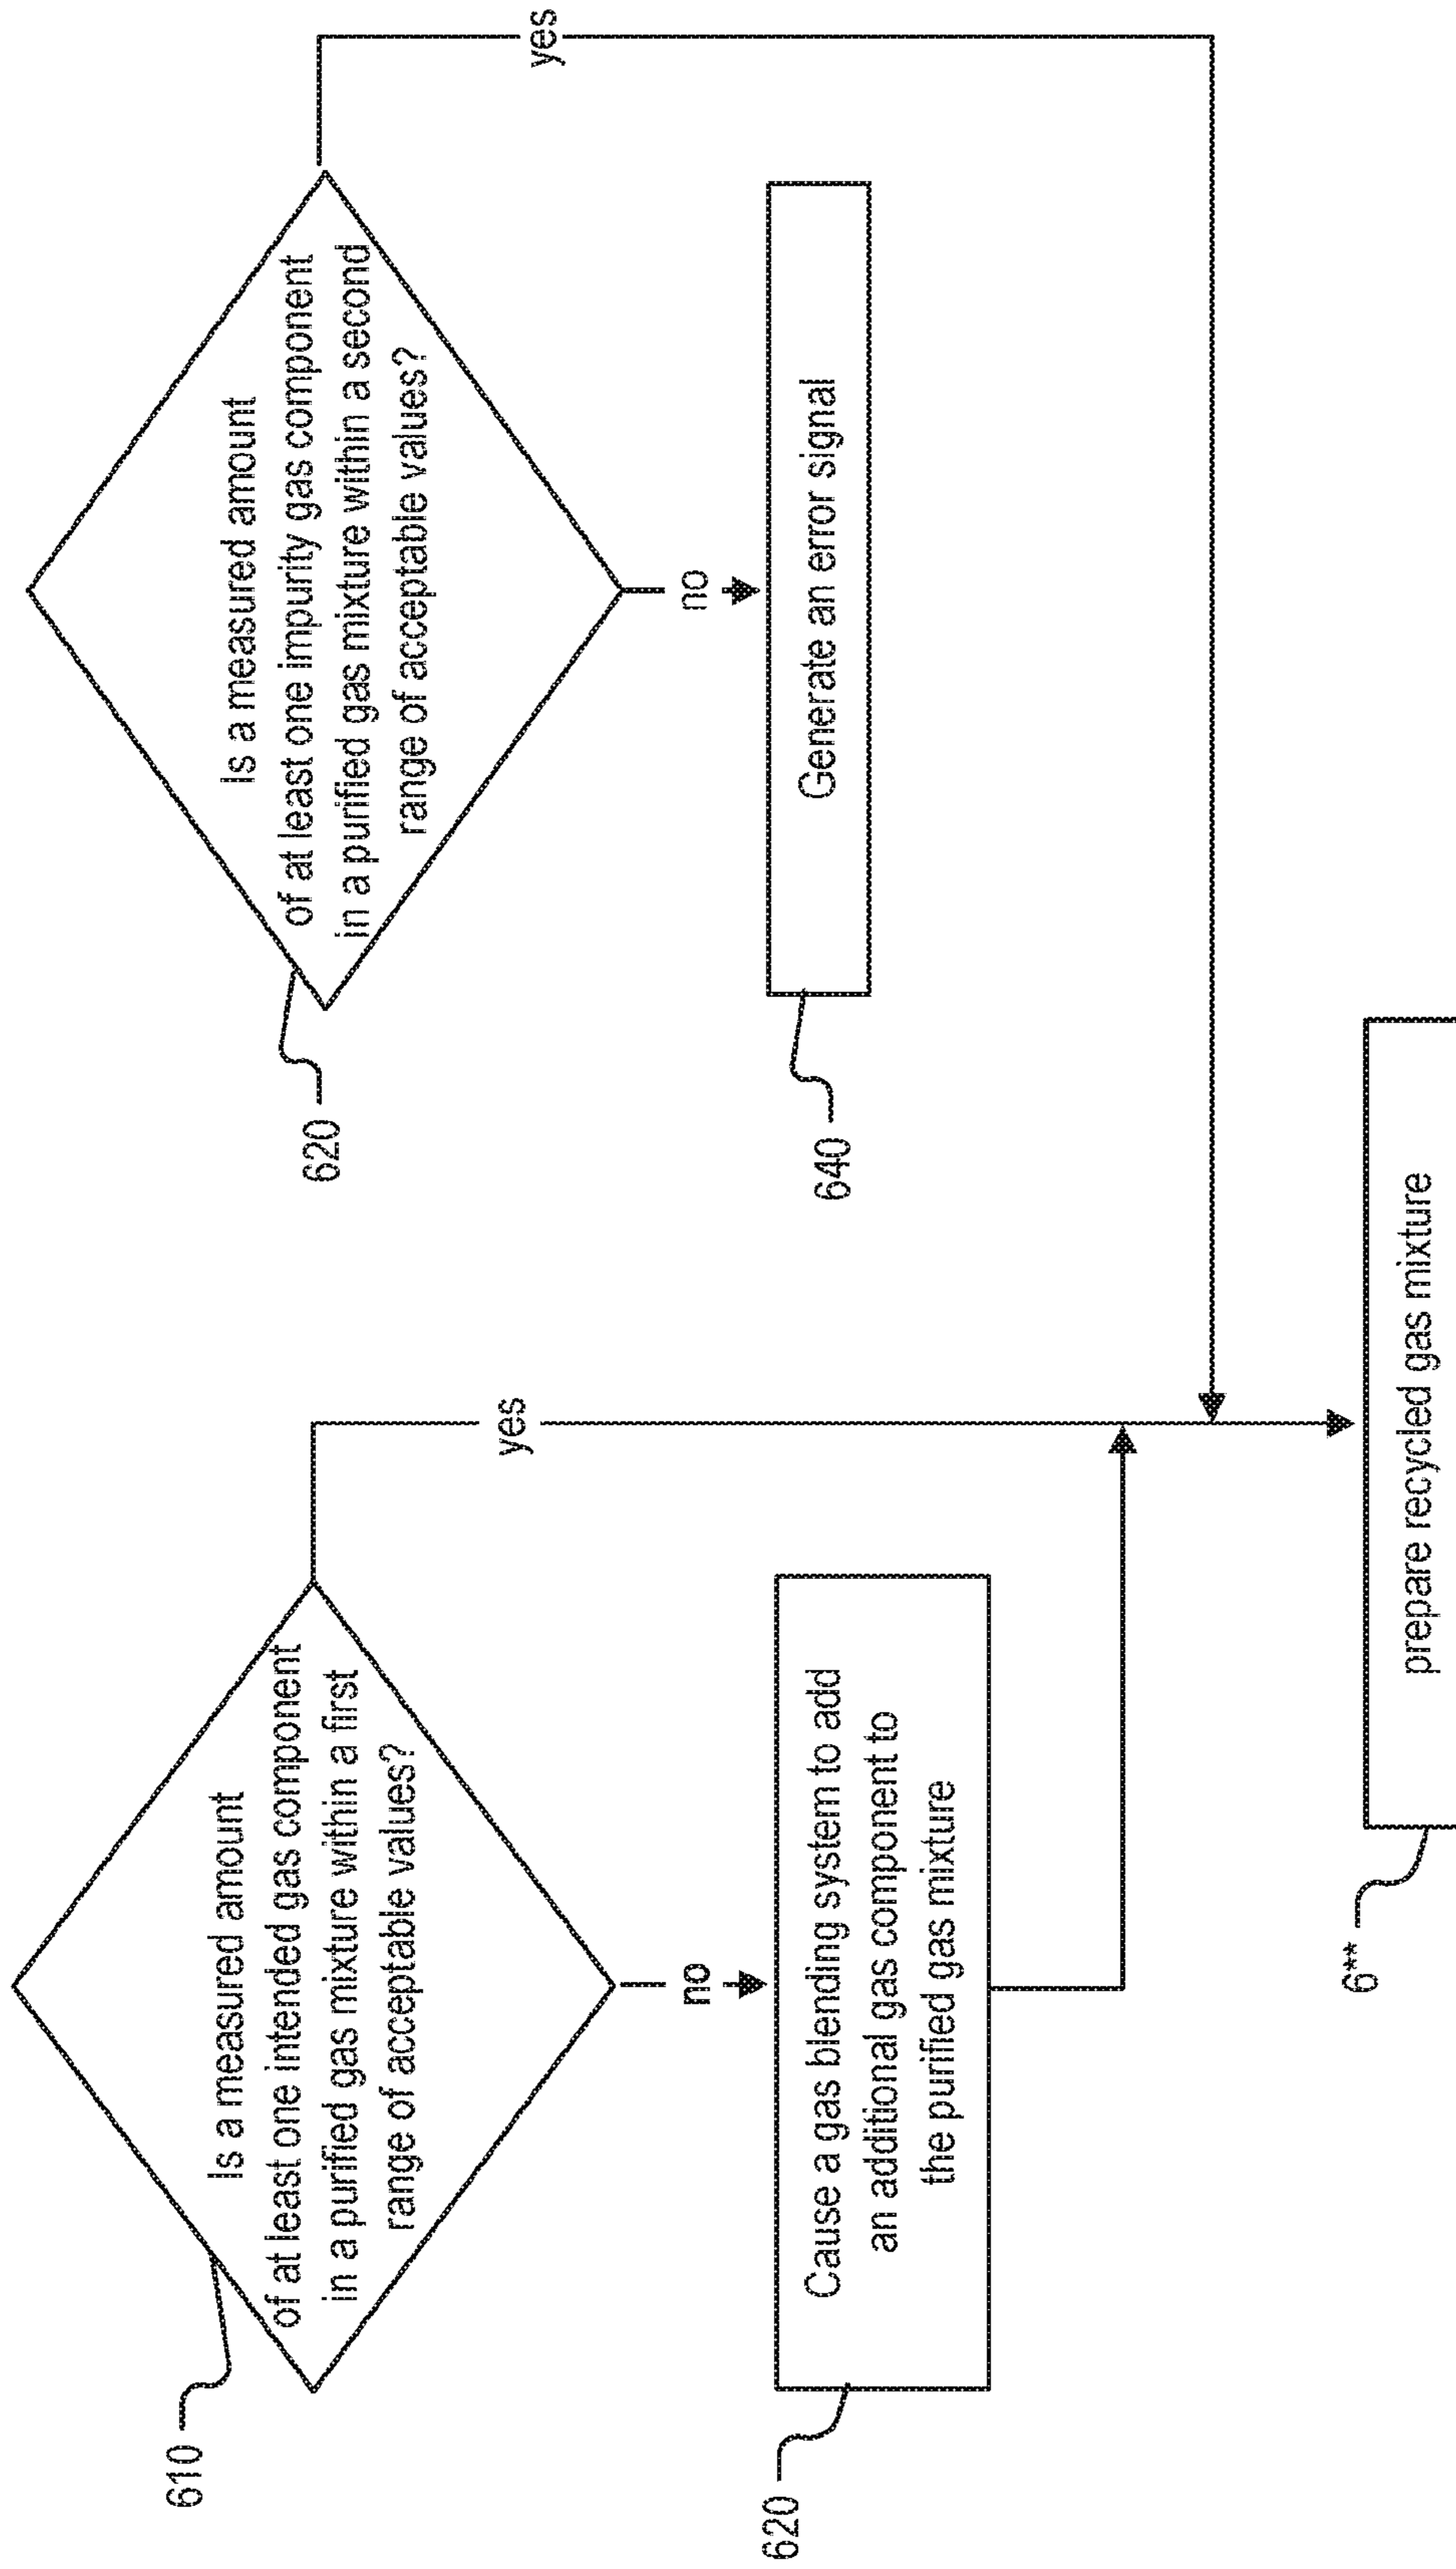 610
Is a measured amount
of at least one intended gas component
in a purified gas mixture within a first
range of acceptable values?
yes
no
620
Cause a gas blending system to add
an additional gas component to
the purified gas mixture
620
Is a measured amount
of at least one impurity gas component
in a purified gas mixture within a second
range of acceptable values?
yes
no
640
Generate an error signal
6**
prepare recycled gas mixture